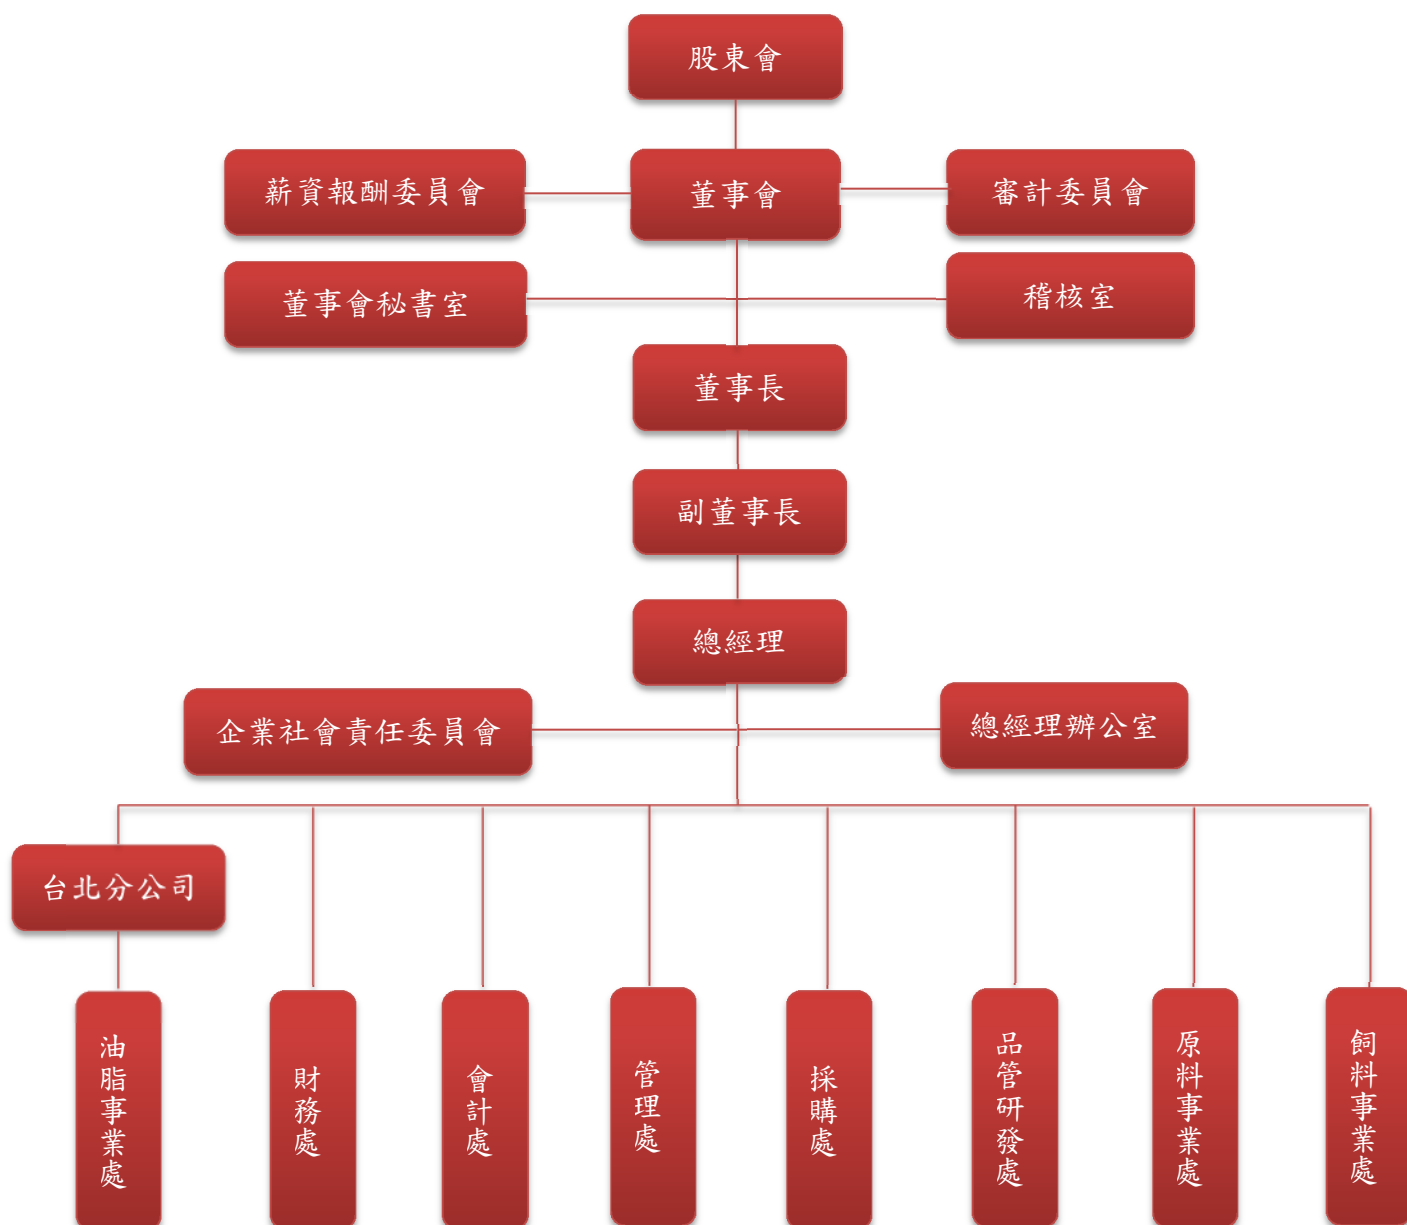 股東會
薪資報酬委員會
董事會
審計委員會
董事會秘書室
稽核室
董事長
副董事長
總經理
企業社會責任委員會
總經理辦公室
台北分公司
油脂事業處
財務處
會計處
管理處
採購處
品管研發處
原料事業處
飼料事業處